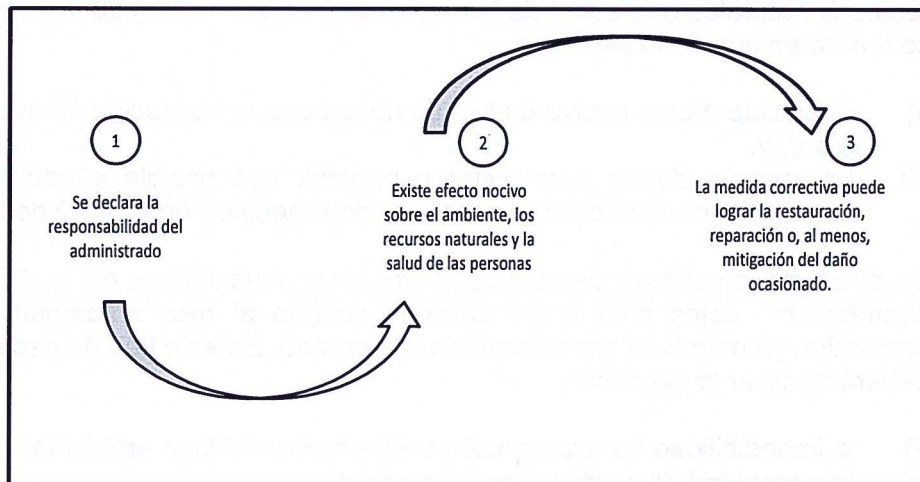 1
Se declara la
responsabilidad del
administrado
2
Existe efecto nocivo
sobre el ambiente, los
recursos naturales y la
salud de las personas
3
La medida correctiva puede
lograr la restauración,
reparación o, al menos,
mitigación del daño
ocasionado.